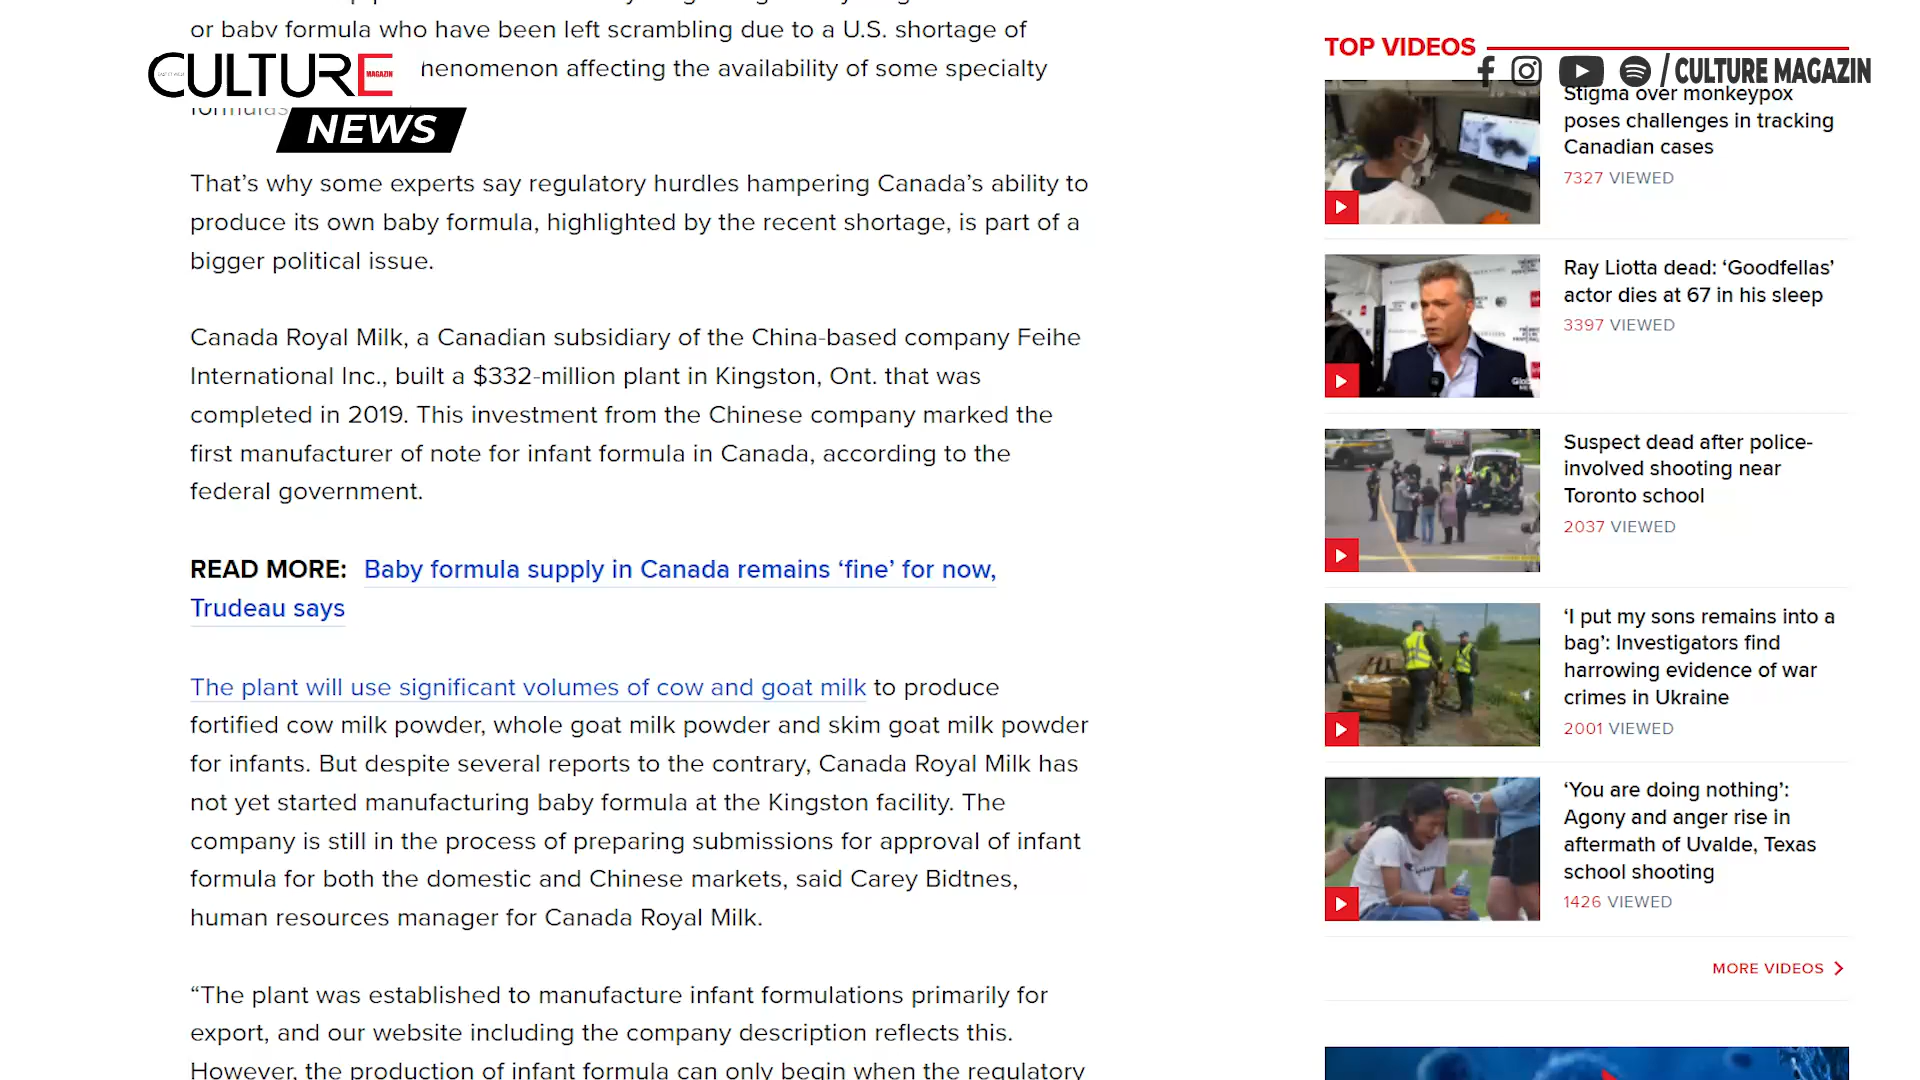 or baby formula who have been left scrambling due to a U.S. shortage of
henomenon affecting the availability of some specialty
formulas
CULTURE
MAGAZIN
NEWS
That’s why some experts say regulatory hurdles hampering Canada’s ability to
produce its own baby formula, highlighted by the recent shortage, is part of a
bigger political issue.
Canada Royal Milk, a Canadian subsidiary of the China-based company Feihe
International Inc., built a $332-million plant in Kingston, Ont. that was
completed in 2019. This investment from the Chinese company marked the
first manufacturer of note for infant formula in Canada, according to the
federal government.
READ MORE: Baby formula supply in Canada remains ‘fine’ for now,
Trudeau says
The plant will use significant volumes of cow and goat milk to produce
fortified cow milk powder, whole goat milk powder and skim goat milk powder
for infants. But despite several reports to the contrary, Canada Royal Milk has
not yet started manufacturing baby formula at the Kingston facility. The
company is still in the process of preparing submissions for approval of infant
formula for both the domestic and Chinese markets, said Carey Bidtnes,
human resources manager for Canada Royal Milk.
“The plant was established to manufacture infant formulations primarily for
export, and our website including the company description reflects this.
However, the production of infant formula can only begin when the regulatory
TOP VIDEOS
/ CULTURE MAGAZIN
Stigma over monkeypox
poses challenges in tracking
Canadian cases
7327 VIEWED
Ray Liotta dead: ‘Goodfellas’
actor dies at 67 in his sleep
3397 VIEWED
Suspect dead after police-
involved shooting near
Toronto school
2037 VIEWED
‘I put my sons remains into a
bag’: Investigators find
harrowing evidence of war
crimes in Ukraine
2001 VIEWED
‘You are doing nothing’:
Agony and anger rise in
aftermath of Uvalde, Texas
school shooting
1426 VIEWED
MORE VIDEOS